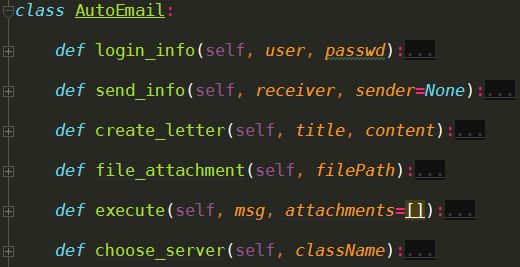 class AutoEmail:
def login_info(self, user, passwd):...
def send_info(self, receiver, sender=None):...
def create_letter(self, title, content):...
def file_attachment(self, filePath):...
def execute(self, msg, attachments=[]):...
def choose_server(self, className):...